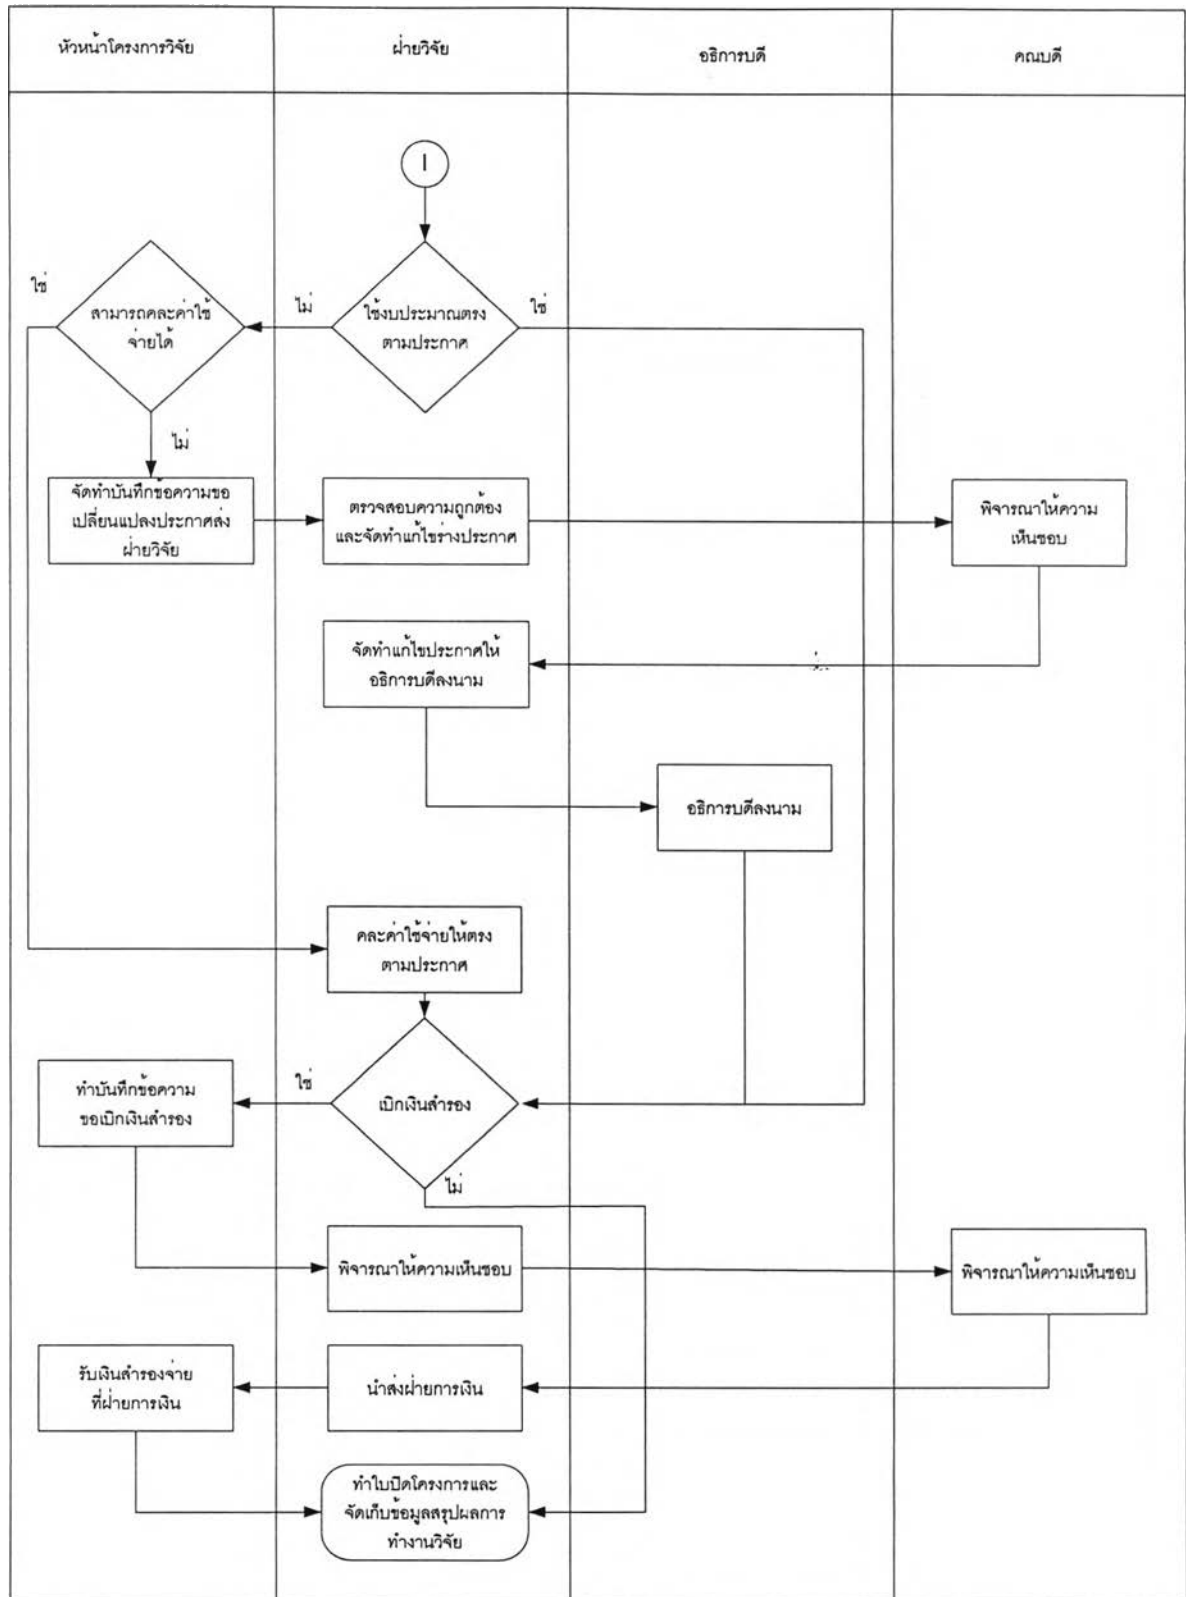 หัวหน้าโครงการวิจัย
ฝ่ายวิจัย
อธิการบดี
คณบดี
I
ใช่
สามารถคละค่าใช้
จ่ายได้
ไม่
ใช้งบประมาณตรง
ตามประกาศ
ใช่
ไม่
จัดทำบันทึกข้อความขอ
เปลี่ยนแปลงประกาศส่ง
ฝ่ายวิจัย
ตรวจสอบความถูกต้อง
และจัดทำแก้ไขร่างประกาศ
พิจารณาให้ความ
เห็นชอบ
จัดทำแก้ไขประกาศให้
อธิการบดีลงนาม
อธิการบดีลงนาม
คละค่าใช้จ่ายให้ตรง
ตามประกาศ
ทำบันทึกข้อความ
ขอเบิกเงินสำรอง
ใช่
เบิกเงินสำรอง
ไม่
พิจารณาให้ความเห็นชอบ
พิจารณาให้ความเห็นชอบ
รับเงินสำรองจ่าย
ที่ฝ่ายการเงิน
นำส่งฝ่ายการเงิน
ทำใบปิดโครงการและ
จัดเก็บข้อมูลสรุปผลการ
ทำงานวิจัย